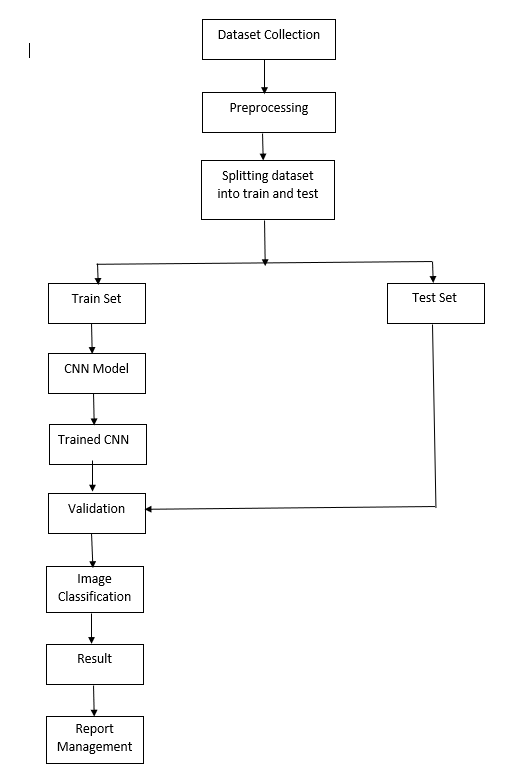 Dataset Collection
Preprocessing
Splitting dataset
into train and test
Train Set
Test Set
CNN Model
Trained CNN
Validation
Image
Classification
Result
Report
Management